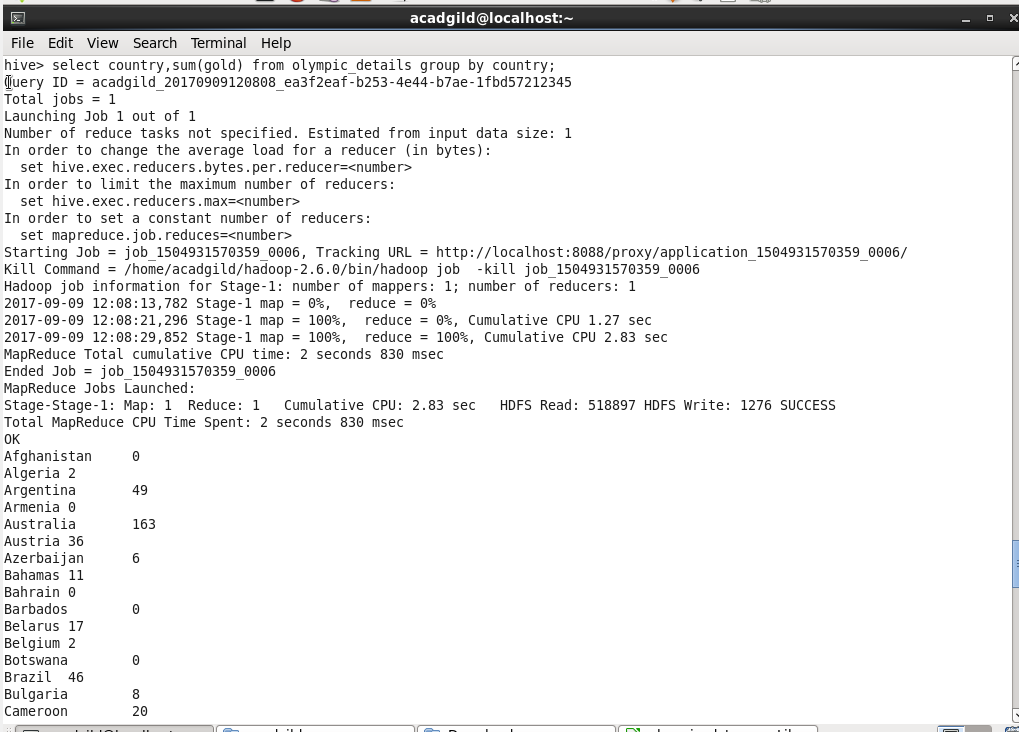 acadgild@localhost:~
File Edit View Search Terminal Help
hive> select country,sum(gold) from olympic_details group by country;
Query ID = acadgild_20170909120808_ea3f2eaf-b253-4e44-b7ae-1fbd57212345
Total jobs = 1
Launching Job 1 out of 1
Number of reduce tasks not specified. Estimated from input data size: 1
In order to change the average load for a reducer (in bytes):
  set hive.exec.reducers.bytes.per.reducer=<number>
In order to limit the maximum number of reducers:
  set hive.exec.reducers.max=<number>
In order to set a constant number of reducers:
  set mapreduce.job.reduces=<number>
Starting Job = job_1504931570359_0006, Tracking URL = http://localhost:8088/proxy/application_1504931570359_0006/
Kill Command = /home/acadgild/hadoop-2.6.0/bin/hadoop job  -kill job_1504931570359_0006
Hadoop job information for Stage-1: number of mappers: 1; number of reducers: 1
2017-09-09 12:08:13,782 Stage-1 map = 0%,  reduce = 0%
2017-09-09 12:08:21,296 Stage-1 map = 100%,  reduce = 0%, Cumulative CPU 1.27 sec
2017-09-09 12:08:29,852 Stage-1 map = 100%,  reduce = 100%, Cumulative CPU 2.83 sec
MapReduce Total cumulative CPU time: 2 seconds 830 msec
Ended Job = job_1504931570359_0006
MapReduce Jobs Launched:
Stage-Stage-1: Map: 1  Reduce: 1   Cumulative CPU: 2.83 sec   HDFS Read: 518897 HDFS Write: 1276 SUCCESS
Total MapReduce CPU Time Spent: 2 seconds 830 msec
OK
Afghanistan     0
Algeria 2
Argentina       49
Armenia 0
Australia       163
Austria 36
Azerbaijan      6
Bahamas 11
Bahrain 0
Barbados        0
Belarus 17
Belgium 2
Botswana        0
Brazil  46
Bulgaria        8
Cameroon        20